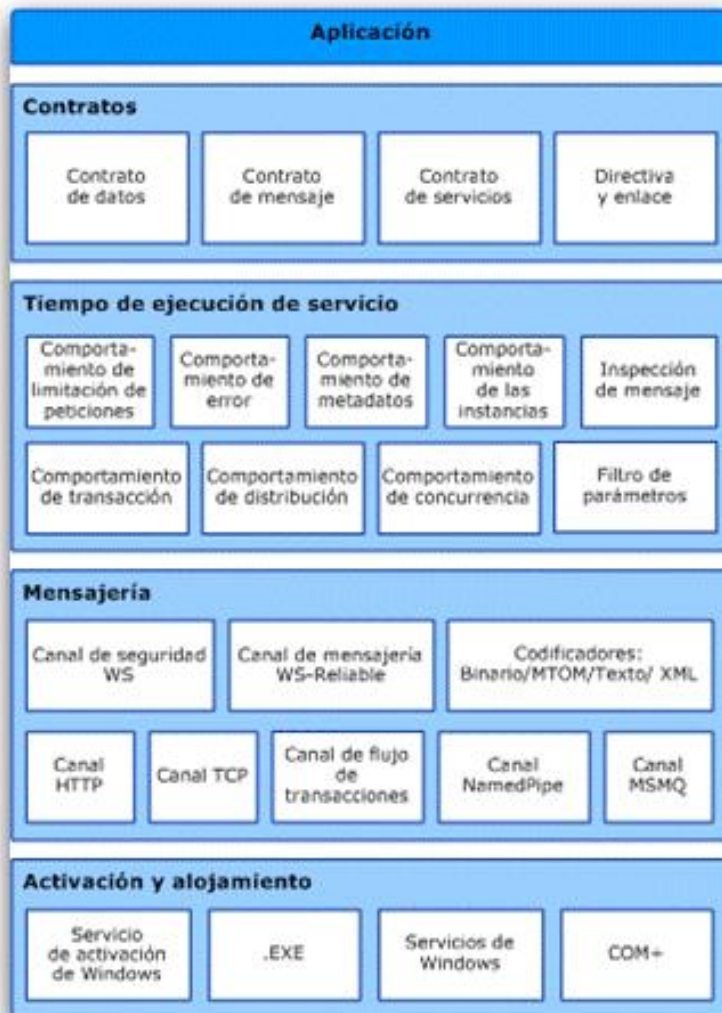 Aplicación
Contratos
Contrato
de datos
Contrato
de mensaje
Contrato
de servicios
Directiva
y enlace
Tiempo de ejecución de servicio
Comporta-
miento de
limitación de
peticiones
Comporta-
miento de
error
Comporta-
miento de
metadatos
Comporta-
miento
de las
instancias
Inspección
de mensaje
Comportamiento
de transacción
Comportamiento
de distribución
Comportamiento
de concurrencia
Filtro de
parámetros
Mensajería
Canal de seguridad
WS
Canal de mensajería
WS-Reliable
Codificadores:
Binario/MTOM/Texto/ XML
Canal
HTTP
Canal TCP
Canal de flujo
de
transacciones
Canal
NamedPipe
Canal
MSMQ
Activación y alojamiento
Servicio
de activación
de Windows
.EXE
Servicios de
Windows
COM+